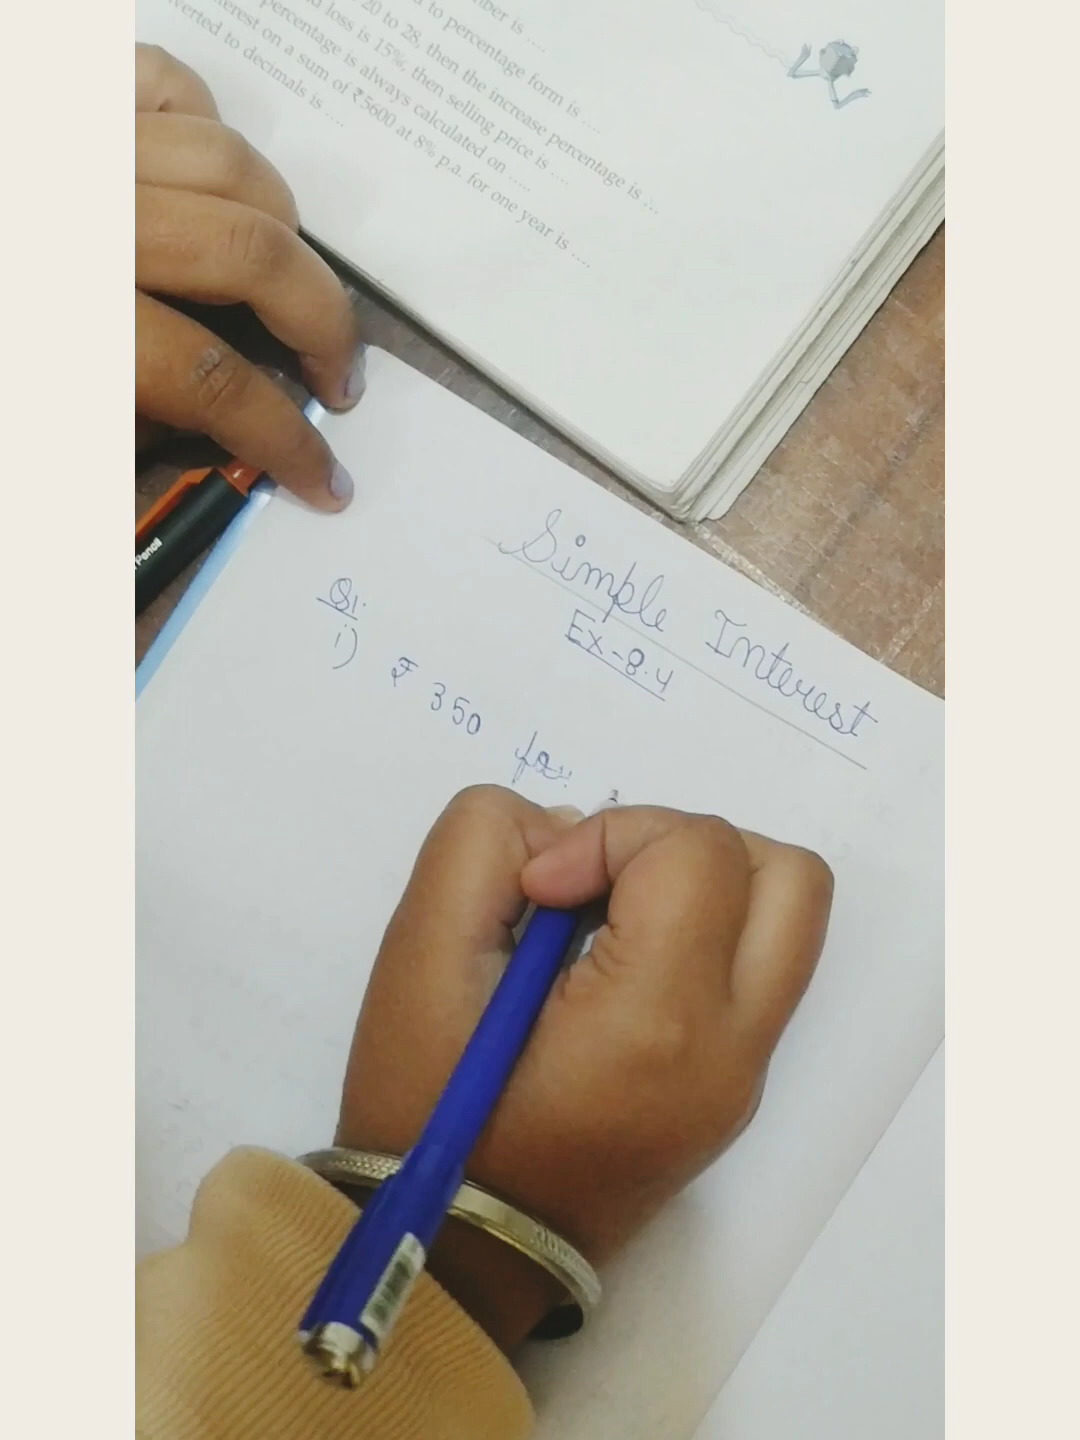 mber is ....
to percentage form is ....
20 to 28, then the increase percentage is ...
loss is 15%, then selling price is ....
percentage is always calculated on .....
terest on a sum of ₹5600 at 8% p.a. for one year is ....
verted to decimals is ....
Pencil
Simple Interest
Ex-8.4
Q1.
i) ₹ 350 for